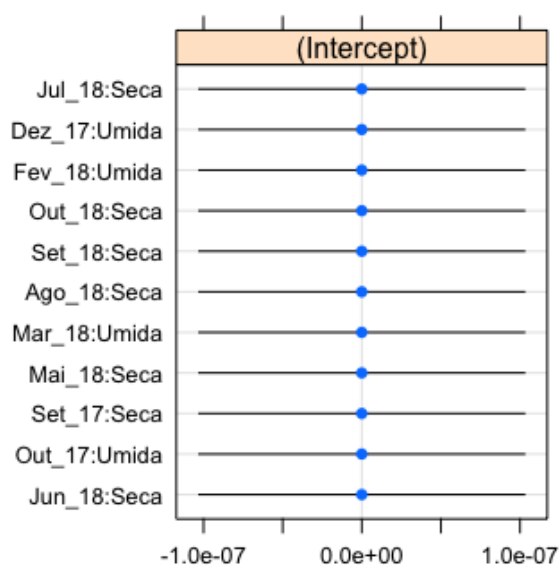 (Intercept)
Jul_18:Seca
Dez_17:Umida
Fev_18:Umida
Out_18:Seca
Set_18:Seca
Ago_18:Seca
Mar_18:Umida
Mai_18:Seca
Set_17:Seca
Out_17:Umida
Jun_18:Seca
-1.0e-07 0.0e+00 1.0e-07